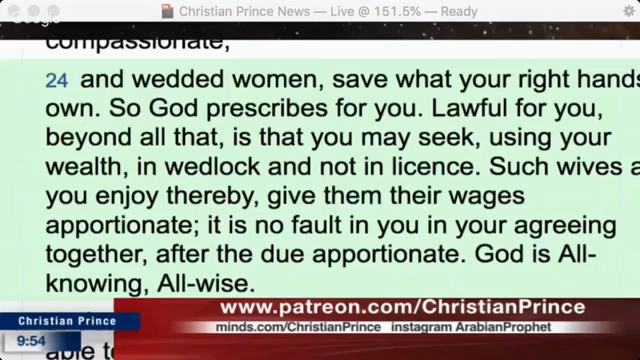 Christian Prince News — Live @ 151.5% — Ready
compassionate,
24 and wedded women, save what your right hands
own. So God prescribes for you. Lawful for you,
beyond all that, is that you may seek, using your
wealth, in wedlock and not in licence. Such wives a
you enjoy thereby, give them their wages
apportionate; it is no fault in you in your agreeing
together, after the due apportionate. God is All-
knowing, All-wise.
www.patreon.com/ChristianPrince
Christian Prince
minds.com/ChristianPrince instagram ArabianProphet
9:54
able to